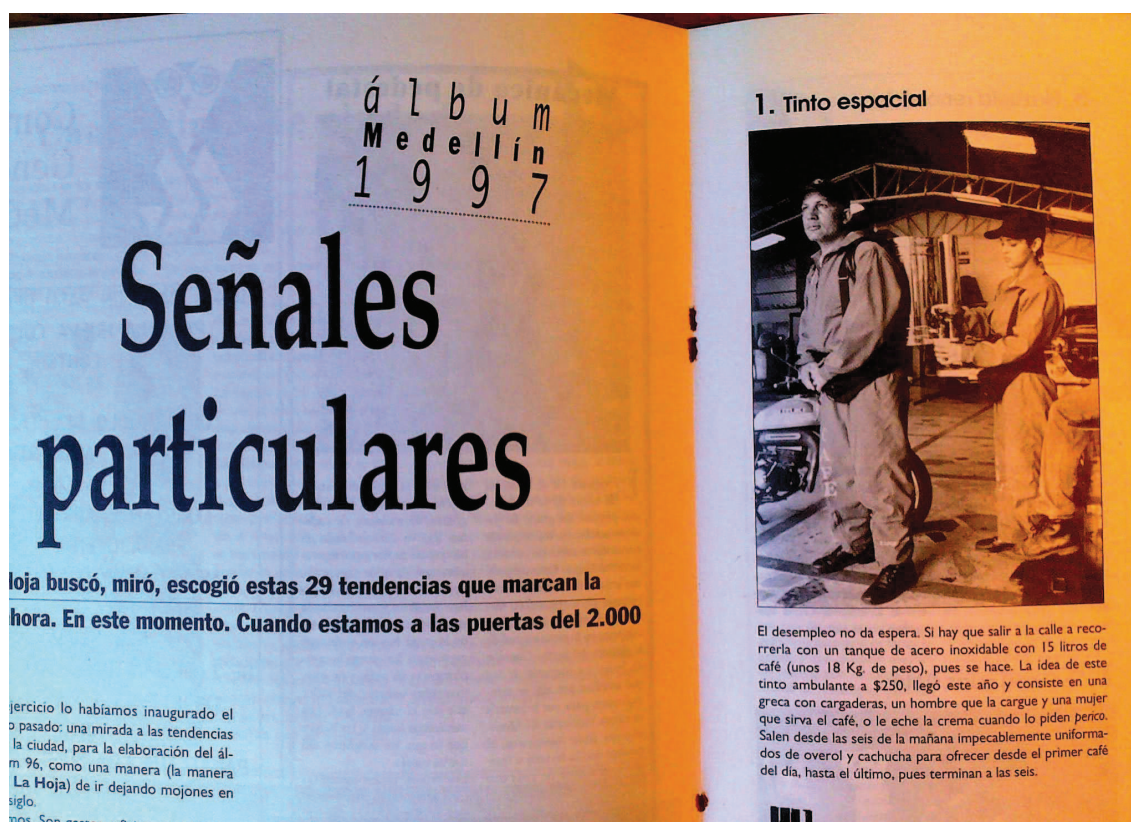 álbum
Medellín
1997
Señales
particulares
Hoja buscó, miró, escogió estas 29 tendencias que marcan la
hora. En este momento. Cuando estamos a las puertas del 2.000
jercicio lo habíamos inaugurado el
pasado: una mirada a las tendencias
la ciudad, para la elaboración del ál-
m 96, como una manera (la manera
La Hoja) de ir dejando mojones en
siglo.
1. Tinto espacial
El desempleo no da espera. Si hay que salir a la calle a reco-
rrerla con un tanque de acero inoxidable con 15 litros de
café (unos 18 Kg. de peso), pues se hace. La idea de este
tinto ambulante a $250, llegó este año y consiste en una
greca con cargaderas, un hombre que la cargue y una mujer
que sirva el café, o le eche la crema cuando lo piden perico.
Salen desde las seis de la mañana impecablemente uniforma-
dos de overol y cachucha para ofrecer desde el primer café
del día, hasta el último, pues terminan a las seis.